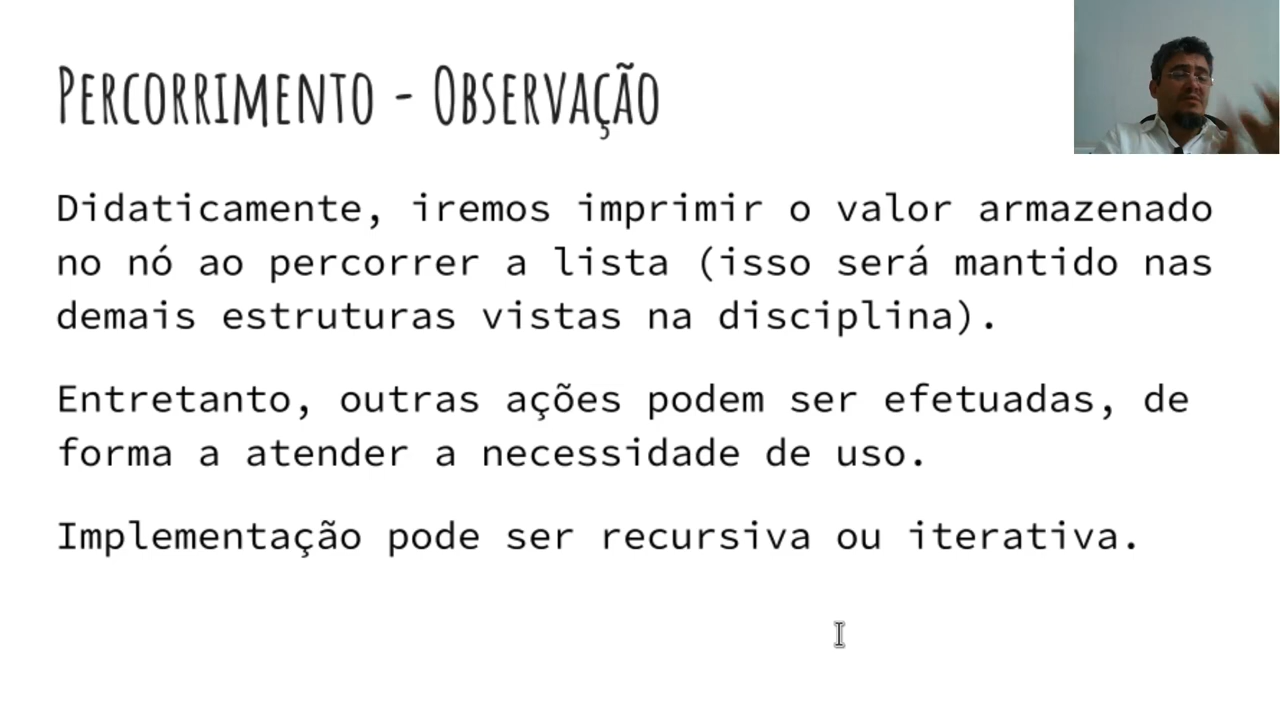 Percorrimento - Observação
Didaticamente, iremos imprimir o valor armazenado
no nó ao percorrer a lista (isso será mantido nas
demais estruturas vistas na disciplina).
Entretanto, outras ações podem ser efetuadas, de
forma a atender a necessidade de uso.
Implementação pode ser recursiva ou iterativa.